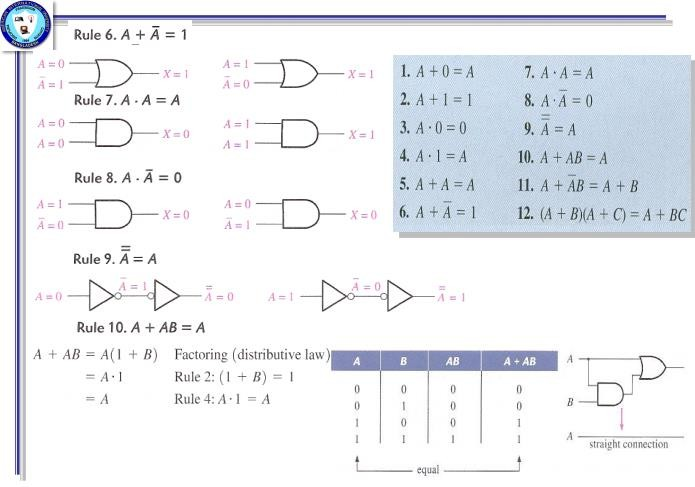 Rule 6. A + A̅ = 1
A = 0
A̅ = 1
X = 1
A = 1
A̅ = 0
X = 1
Rule 7. A . A = A
A = 0
A = 0
X = 0
A = 1
A = 1
X = 1
Rule 8. A . A̅ = 0
A = 1
A̅ = 0
X = 0
A = 0
A̅ = 1
X = 0
Rule 9. A̿ = A
A = 0
A̅ = 1
A̿ = 0
A = 1
A̅ = 0
A̿ = 1
1. A + 0 = A
2. A + 1 = 1
3. A · 0 = 0
4. A · 1 = A
5. A + A = A
6. A + A̅ = 1
7. A · A = A
8. A · A̅ = 0
9. A̿ = A
10. A + AB = A
11. A + A̅B = A + B
12. (A + B)(A + C) = A + BC
Rule 10. A + AB = A
A + AB = A(1 + B) Factoring (distributive law)
= A · 1 Rule 2: (1 + B) = 1
= A Rule 4: A · 1 = A
A B AB A + AB
0 0 0 0
0 1 0 0
1 0 0 1
1 1 1 1
equal
A
B
A
straight connection